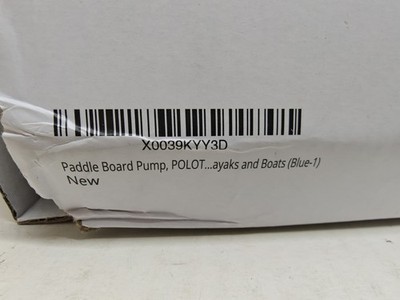 X0039KYY3D
Paddle Board Pump, POLOT...ayaks and Boats (Blue-1)
New